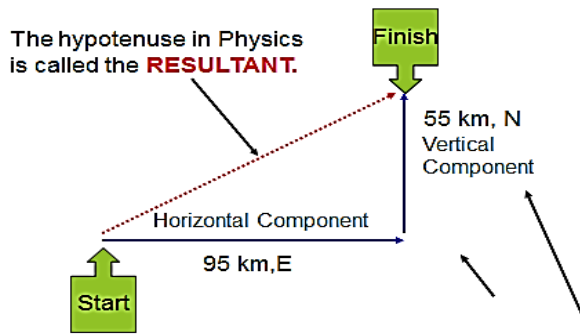 The hypotenuse in Physics
is called the RESULTANT.
Finish
55 km, N
Vertical
Component
Horizontal Component
95 km,E
Start